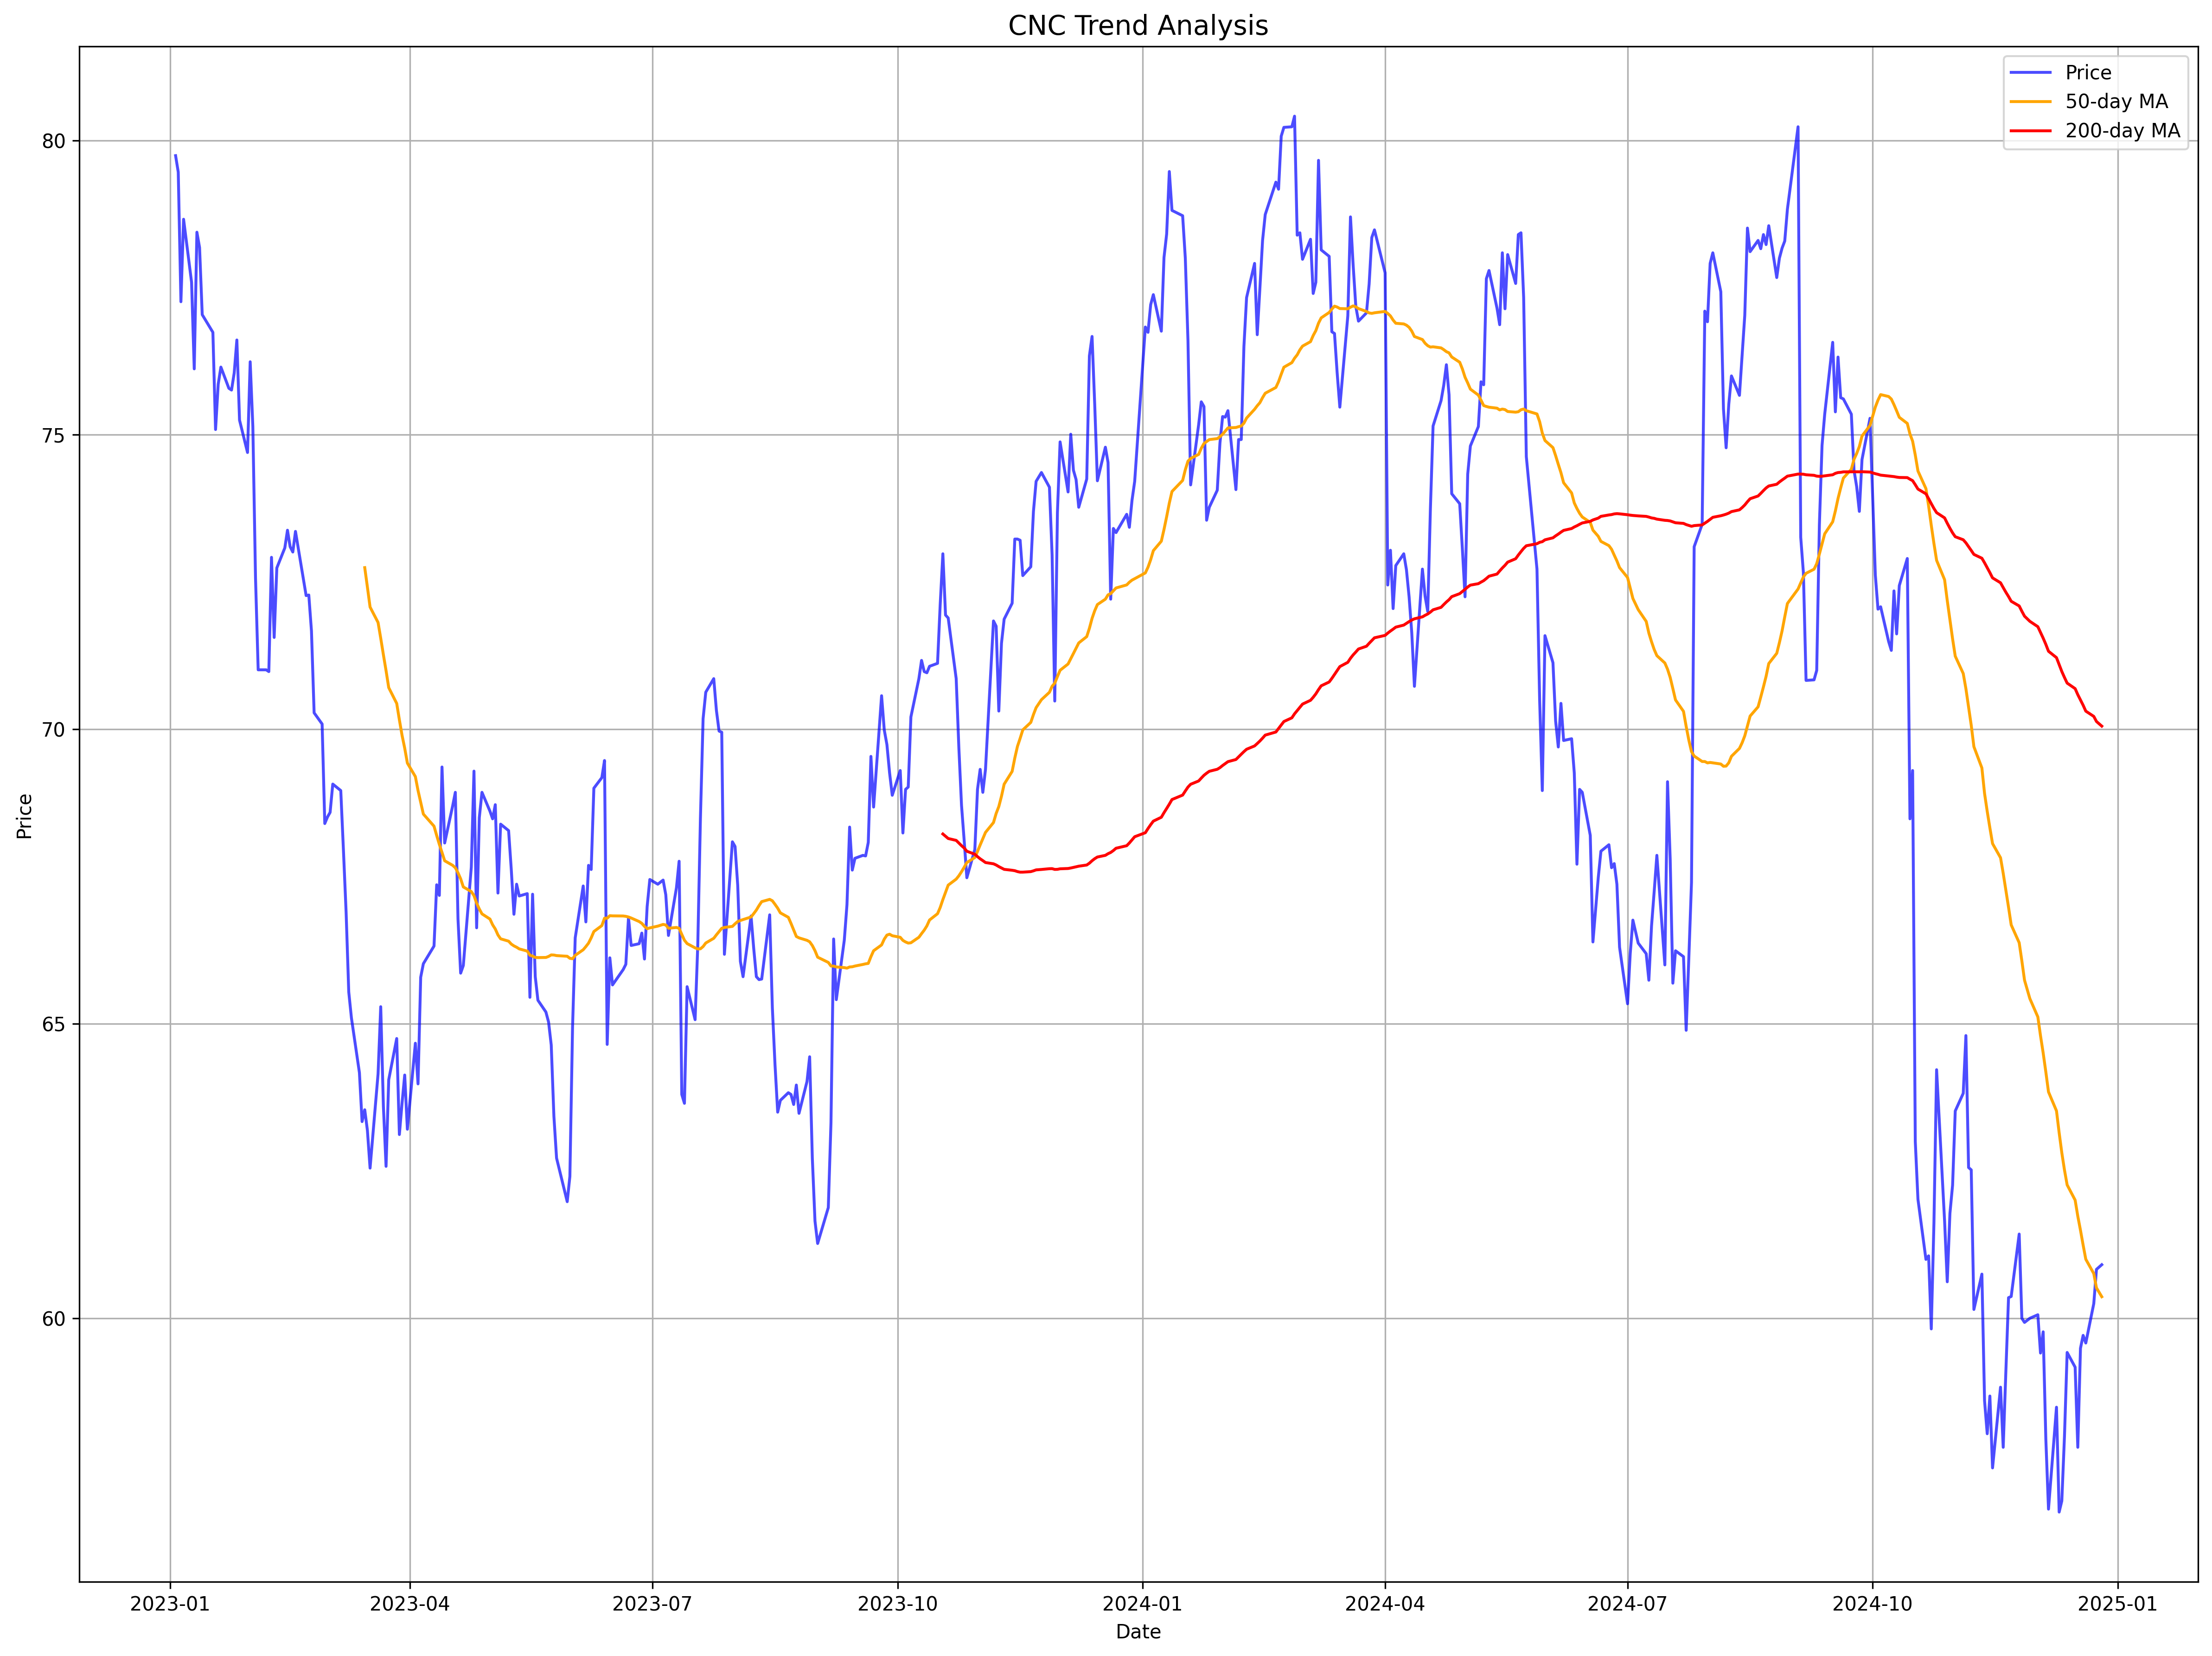 CNC Trend Analysis
Price
50-day MA
200-day MA
80
75
70
65
60
Price
2023-01
2023-04
2023-07
2023-10
2024-01
2024-04
2024-07
2024-10
2025-01
Date